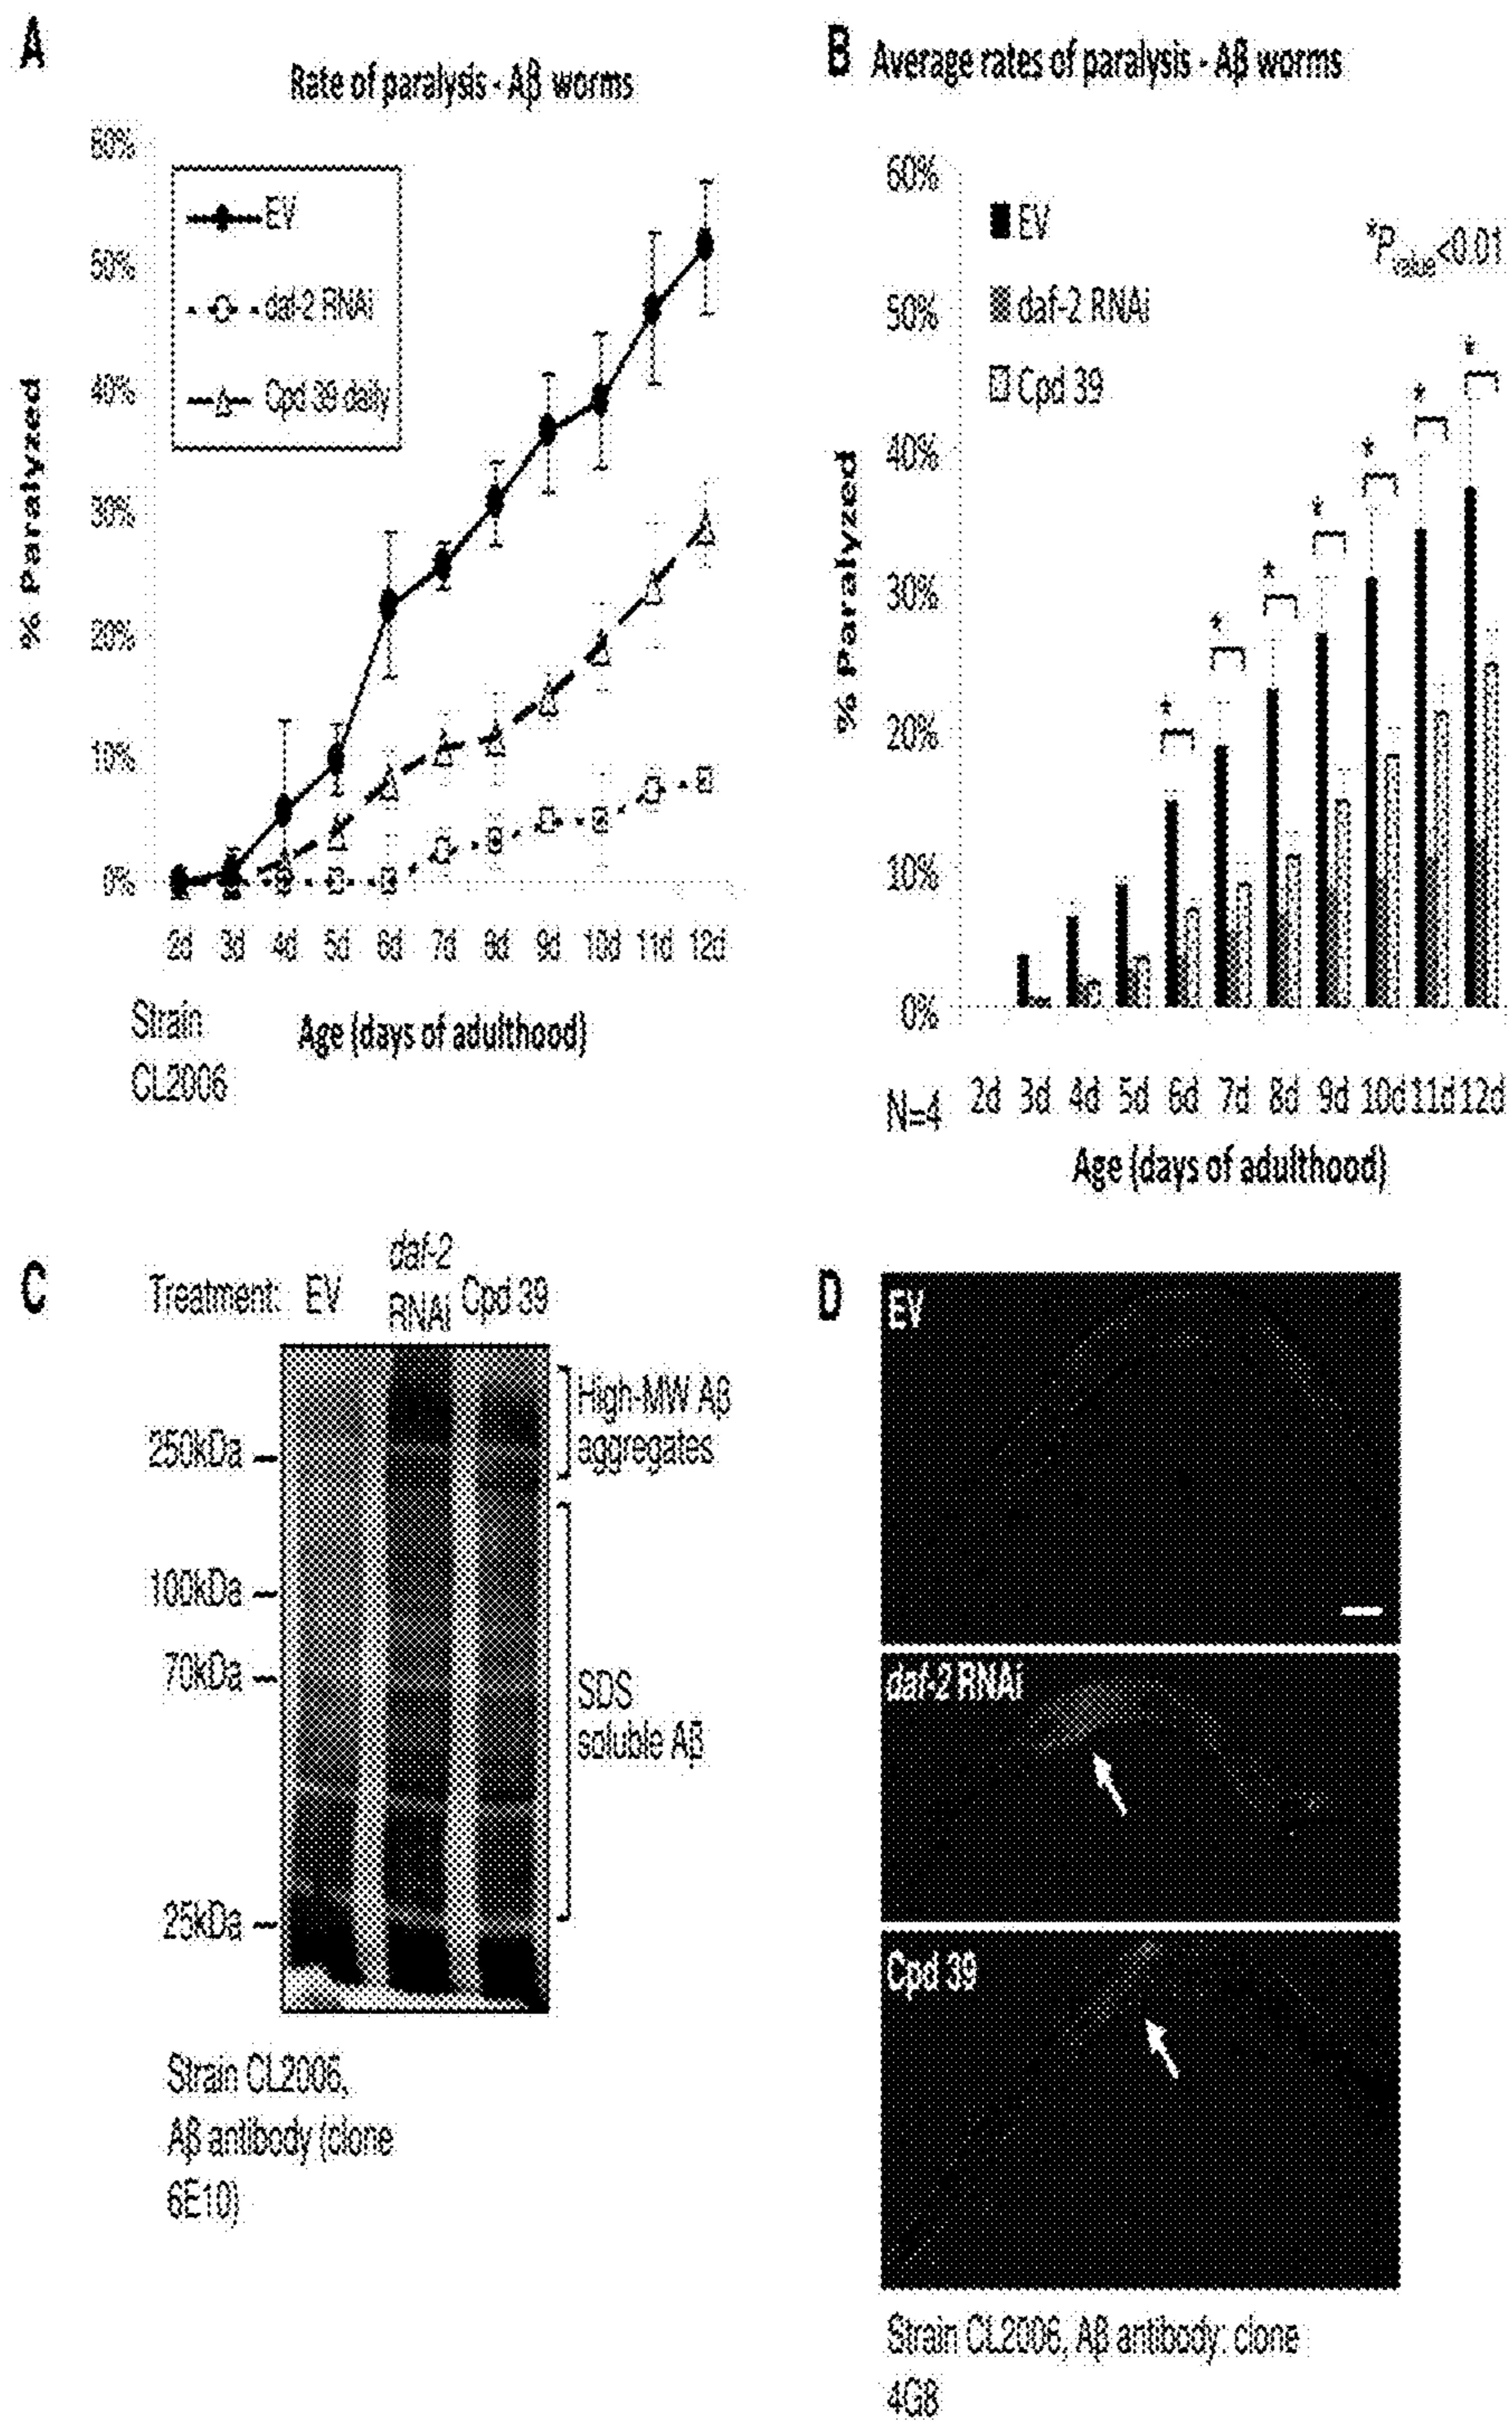 A
Rate of paralysis - Aβ worms
60%
50%
40%
30%
20%
10%
0%
% Paralyzed
EV
daf-2 RNAi
Cpd 39 daily
2d 3d 4d 5d 6d 7d 8d 9d 10d 11d 12d
Strain
CL2006
Age (days of adulthood)
B Average rates of paralysis - Aβ worms
60%
50%
40%
30%
20%
10%
0%
% Paralyzed
EV
daf-2 RNAi
Cpd 39
*Pvalue<0.01
* * * * * * *
N=4 2d 3d 4d 5d 6d 7d 8d 9d 10d 11d 12d
Age (days of adulthood)
C
Treatment: EV daf-2
RNAi Cpd 39
250kDa
100kDa
70kDa
25kDa
High-MW Aβ
aggregates
SDS
soluble Aβ
Strain CL2006,
Aβ antibody (clone
6E10)
D
EV
daf-2 RNAi
Cpd 39
Strain CL2006, Aβ antibody: clone
4G8